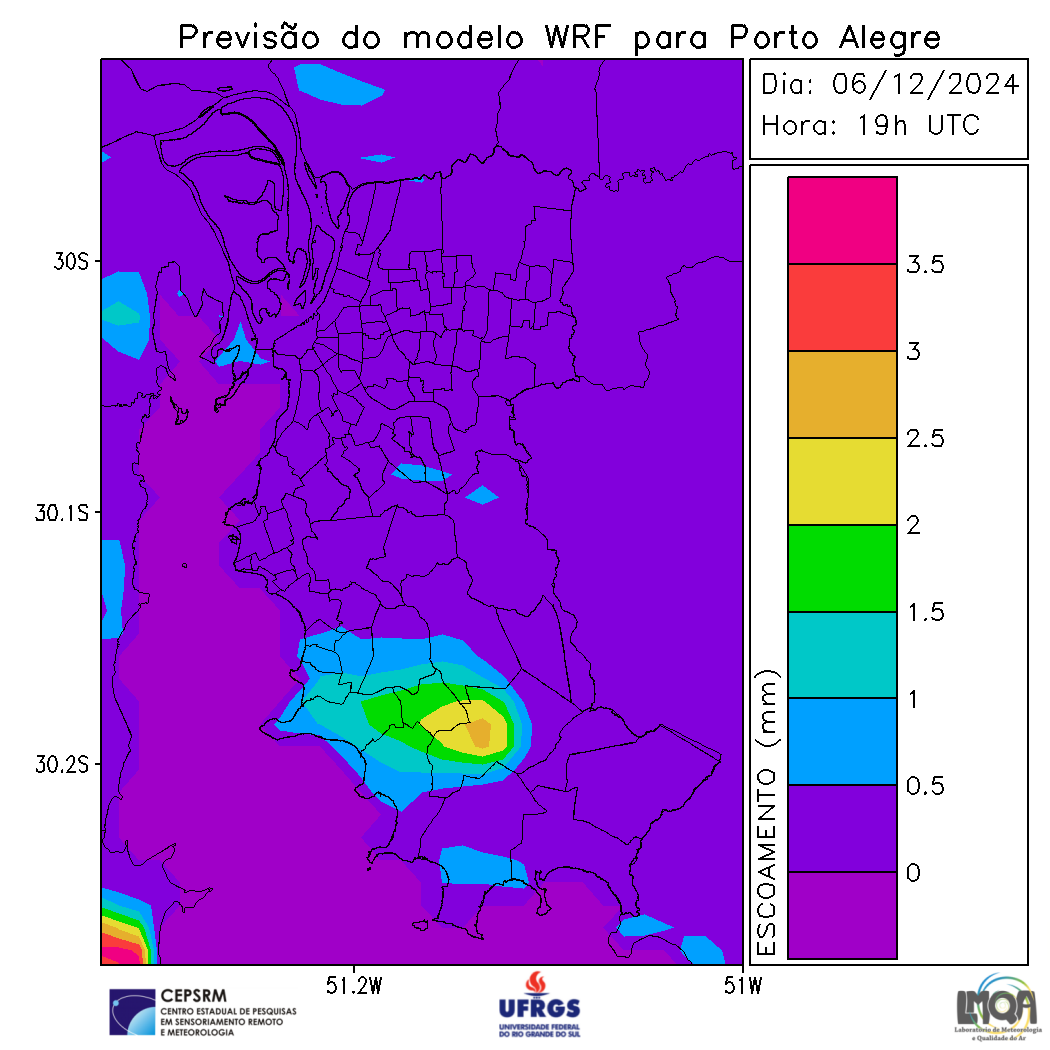 Previsão do modelo WRF para Porto Alegre
Dia: 06/12/2024
Hora: 19h UTC
30S
30.1S
30.2S
51.2W
51W
3.5
3
2.5
2
1.5
1
0.5
0
ESCOAMENTO (mm)
CEPSRM
CENTRO ESTADUAL DE PESQUISAS
EM SENSORIAMENTO REMOTO
E METEOROLOGIA
UFRGS
UNIVERSIDADE FEDERAL
DO RIO GRANDE DO SUL
LMQA
Laboratório de Meteorologia
e Qualidade do Ar